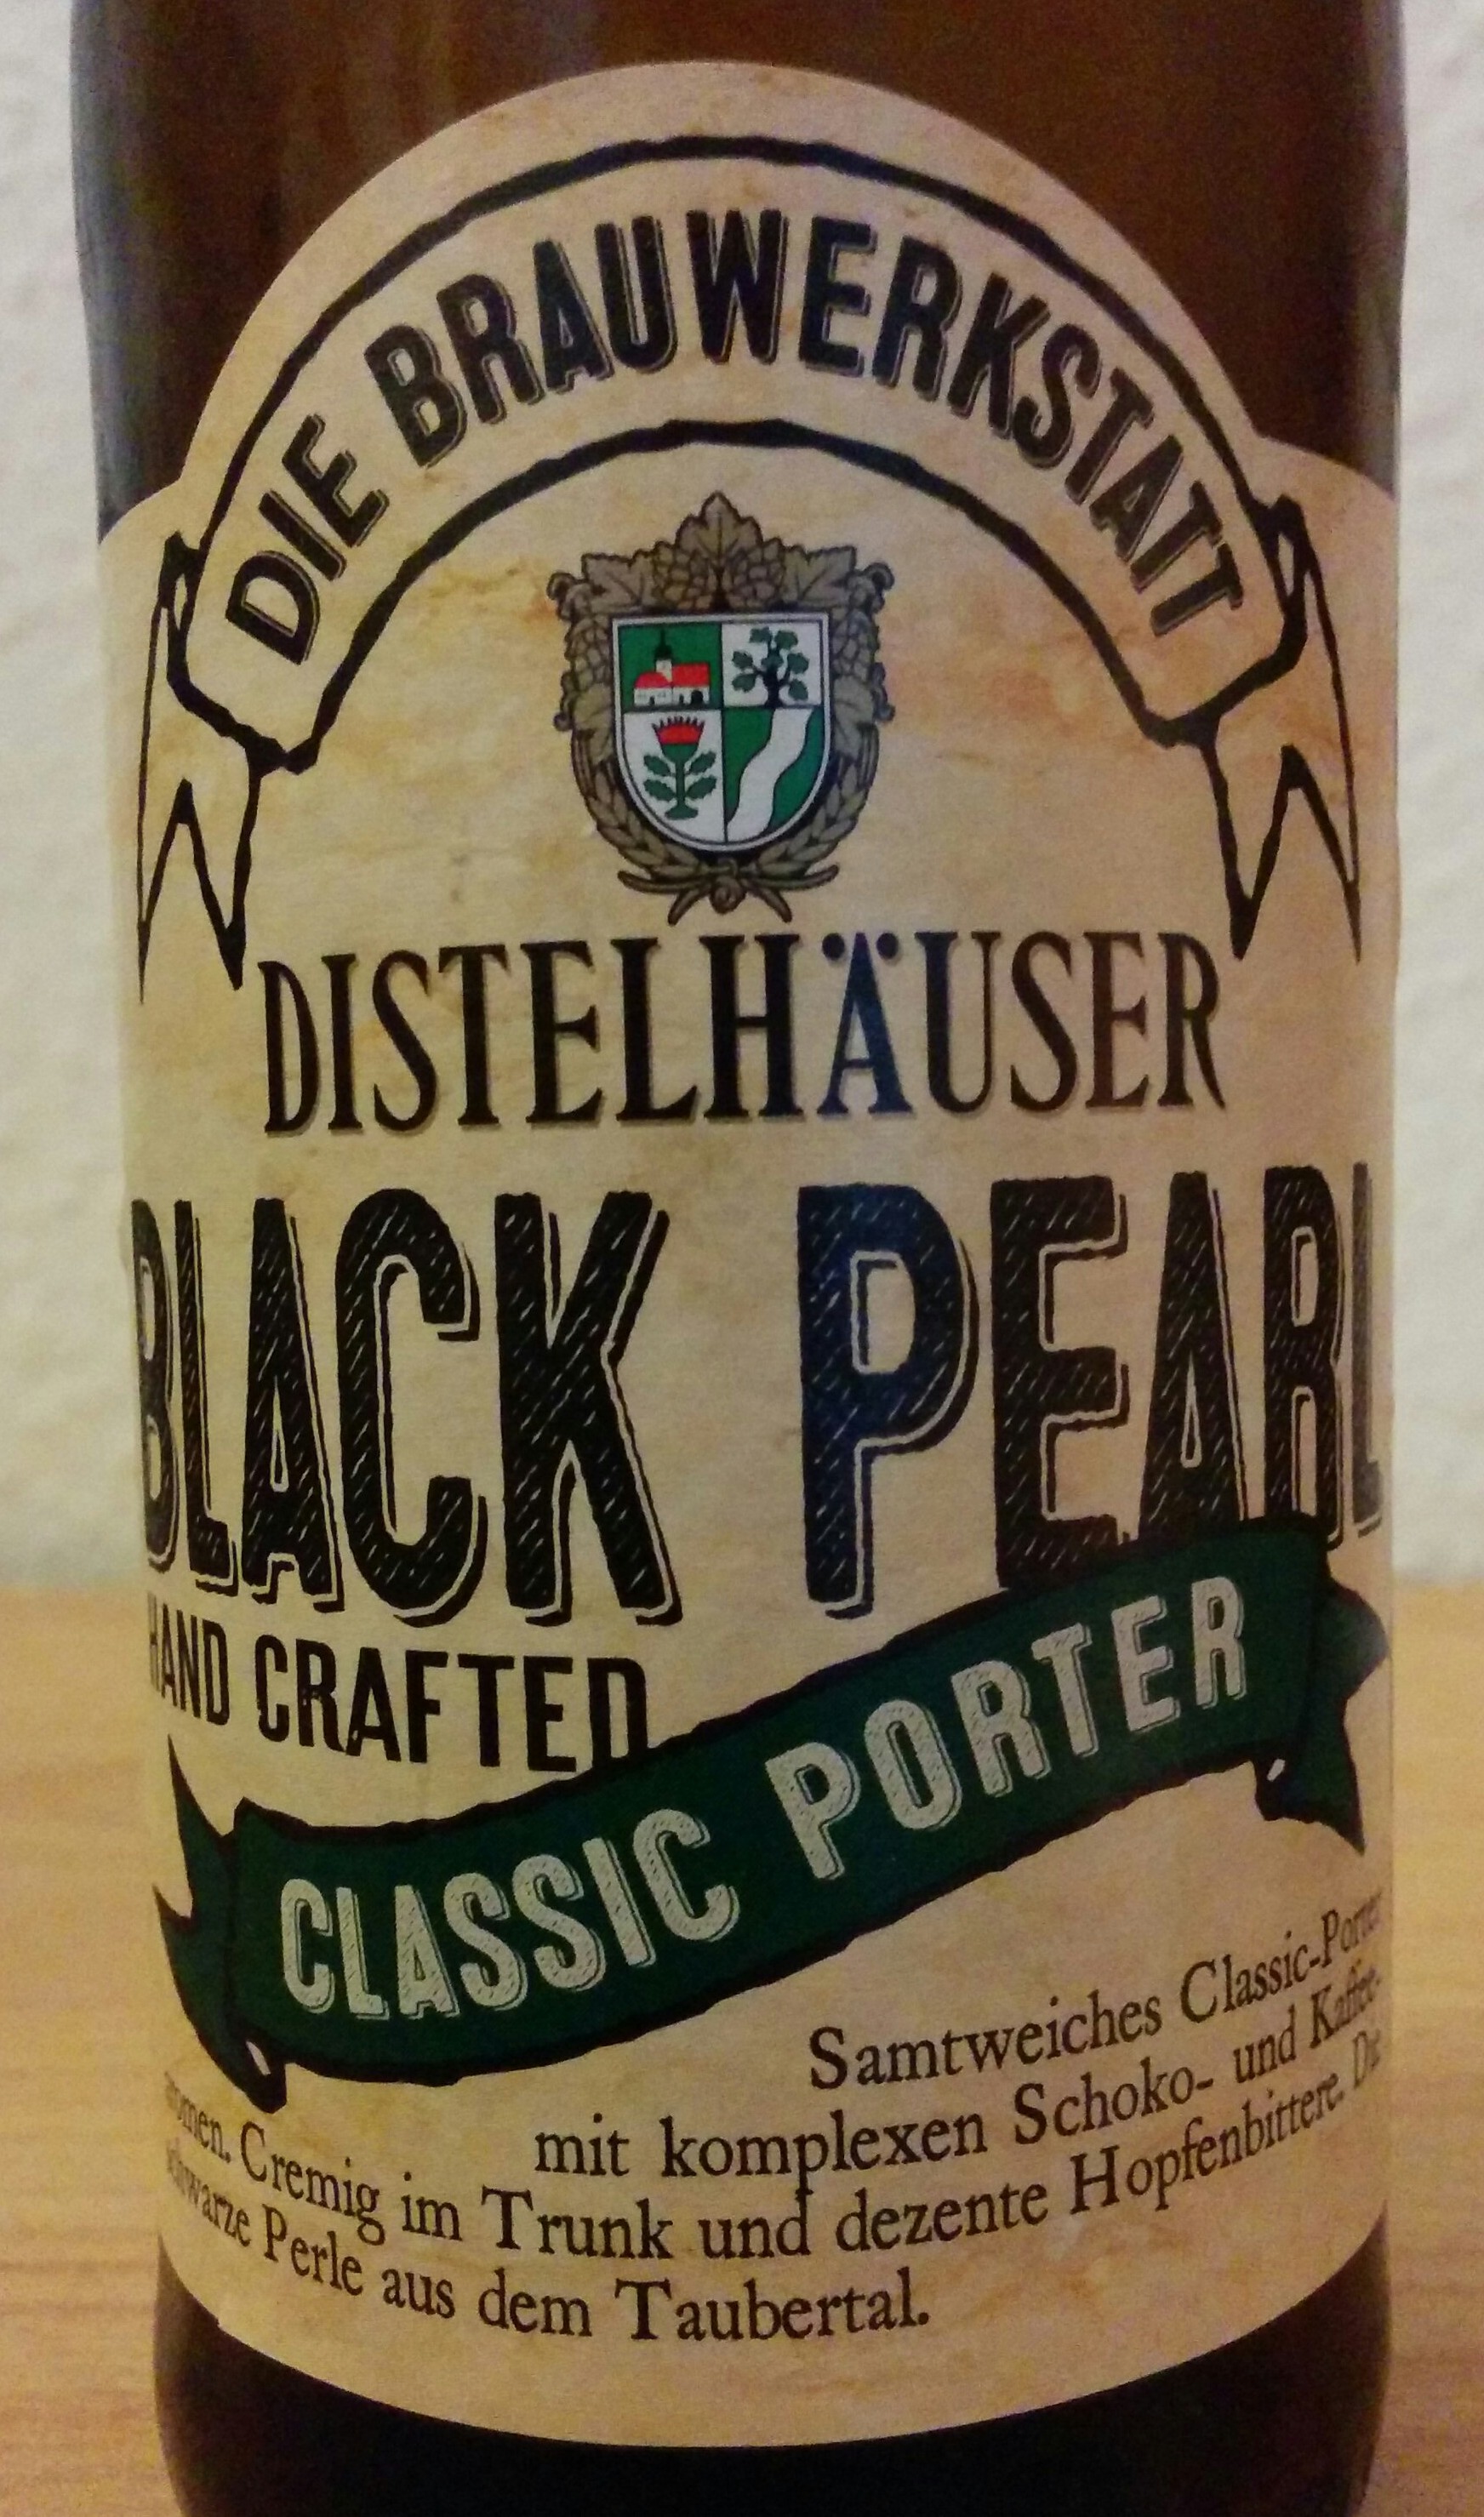 DIE BRAUWERKSTATT
DISTELHÄUSER
BLACK PEARL
HAND CRAFTED
CLASSIC PORTER
Samtweiches Classic-Porter
mit komplexen Schoko- und Kaffee-
Cremig im Trunk und dezente Hopfenbittere. Die
schwarze Perle aus dem Taubertal.